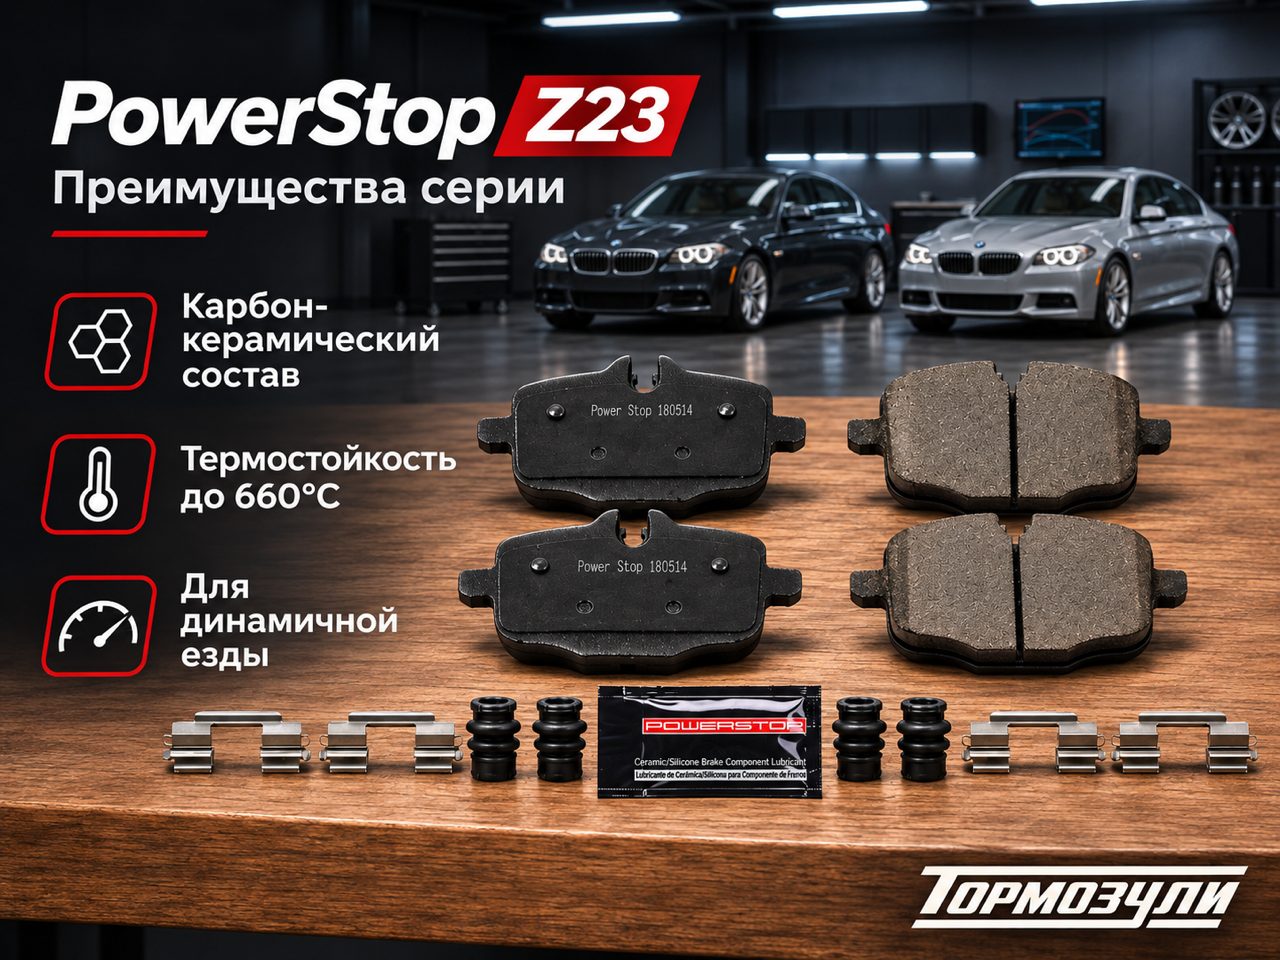 PowerStop Z23
Преимущества серии
Карбон-
керамический
состав
Термостойкость
до 660°C
Для
динамичной
езды
Power Stop 180514
Power Stop 180514
POWERSTOP
Ceramic/Silicone Brake Component Lubricant
Lubricante de Cerámica/Silicona para Componente de Frenos
Тормозули